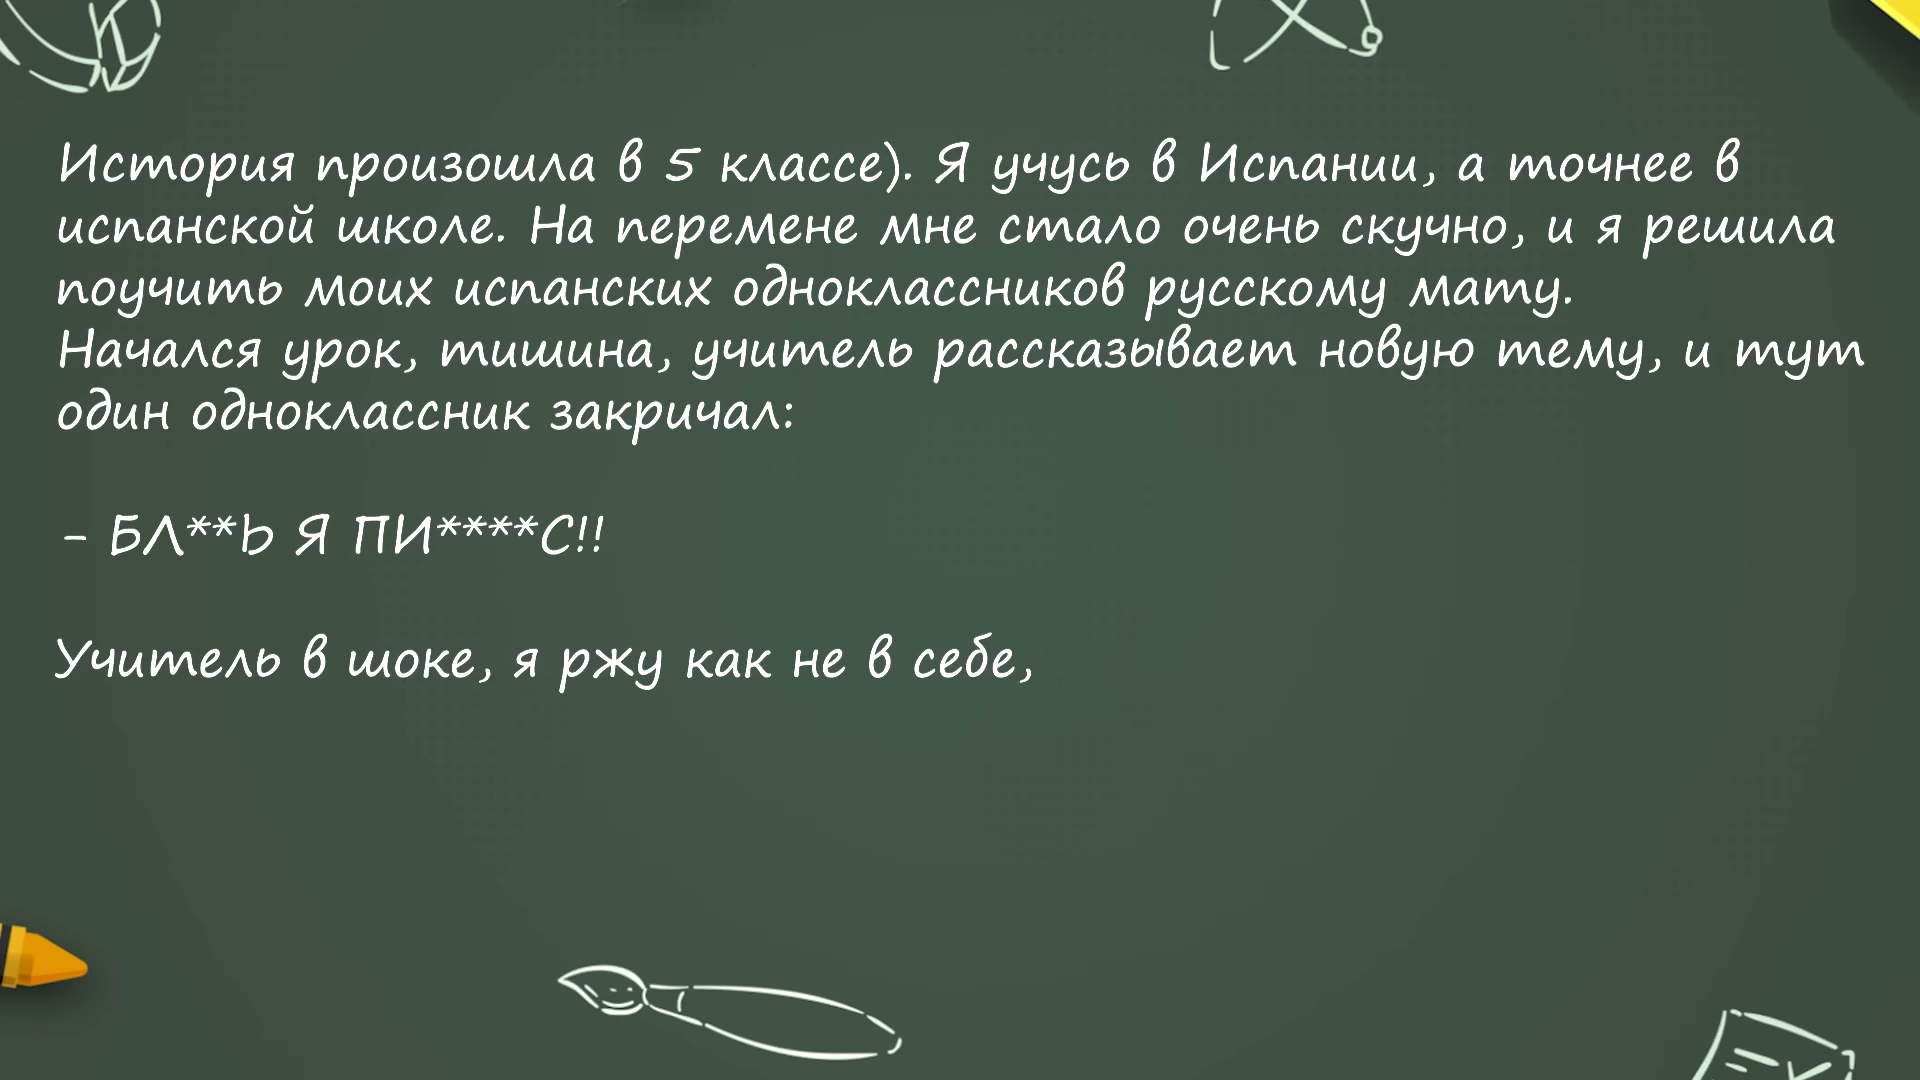 История произошла в 5 классе). Я учусь в Испании, а точнее в
испанской школе. На перемене мне стало очень скучно, и я решила
поучить моих испанских одноклассников русскому мату.
Начался урок, тишина, учитель рассказывает новую тему, и тут
один одноклассник закричал:
- БЛ**Ь Я ПИ****С!!
Учитель в шоке, я ржу как не в себе,